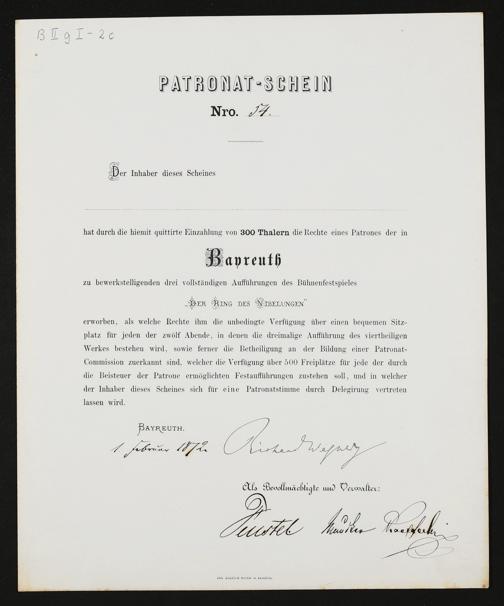 B II g I - 2c
PATRONAT-SCHEIN
Nro. 54.
Der Inhaber dieses Scheines
hat durch die hiemit quittirte Einzahlung von 300 Thalern die Rechte eines Patrones der in
Bayreuth
zu bewerkstelligenden drei vollständigen Aufführungen des Bühnenfestspieles
„DER RING DES NIBELUNGEN"
erworben, als welche Rechte ihm die unbedingte Verfügung über einen bequemen Sitz-
platz für jeden der zwölf Abende, in denen die dreimalige Aufführung des viertheiligen
Werkes bestehen wird, sowie ferner die Betheiligung an der Bildung einer Patronat-
Commission zuerkannt sind, welcher die Verfügung über 500 Freiplätze für jede der durch
die Beisteuer der Patrone ermöglichten Festaufführungen zustehen soll, und in welcher
der Inhaber dieses Scheines sich für eine Patronatstimme durch Delegirung vertreten
lassen wird.
BAYREUTH.
1 Februar 1872.
Richard Wagner
Als Bevollmächtigte und Verwalter:
Feustel